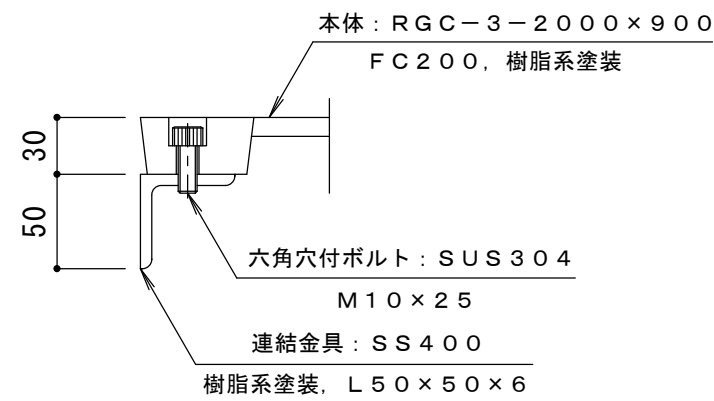 本体：ＲＧＣ－３－２０００×９００
ＦＣ２００，樹脂系塗装
30
50
六角穴付ボルト：ＳＵＳ３０４
Ｍ１０×２５
連結金具：ＳＳ４００
樹脂系塗装，Ｌ５０×５０×６